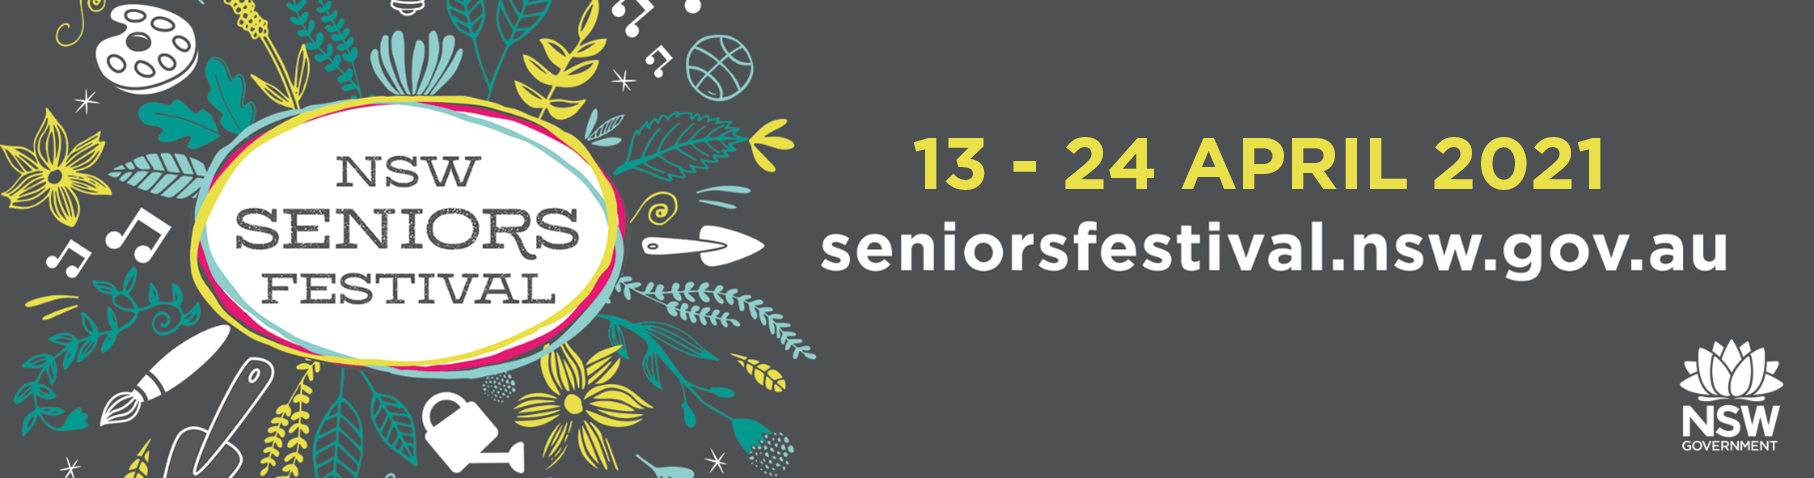 NSW
SENIORS
FESTIVAL
13 - 24 APRIL 2021
seniorsfestival.nsw.gov.au
NSW
GOVERNMENT